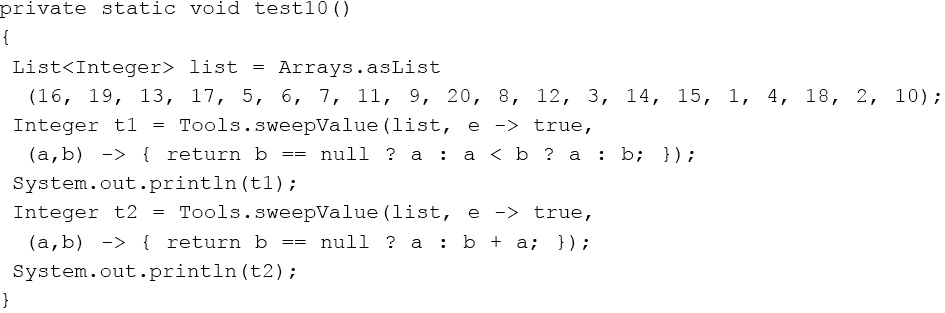 private static void test10()
{
List<Integer> list = Arrays.asList
(16, 19, 13, 17, 5, 6, 7, 11, 9, 20, 8, 12, 3, 14, 15, 1, 4, 18, 2, 10);
Integer t1 = Tools.sweepValue(list, e -> true,
(a,b) -> { return b == null ? a : a < b ? a : b; });
System.out.println(t1);
Integer t2 = Tools.sweepValue(list, e -> true,
(a,b) -> { return b == null ? a : b + a; });
System.out.println(t2);
}